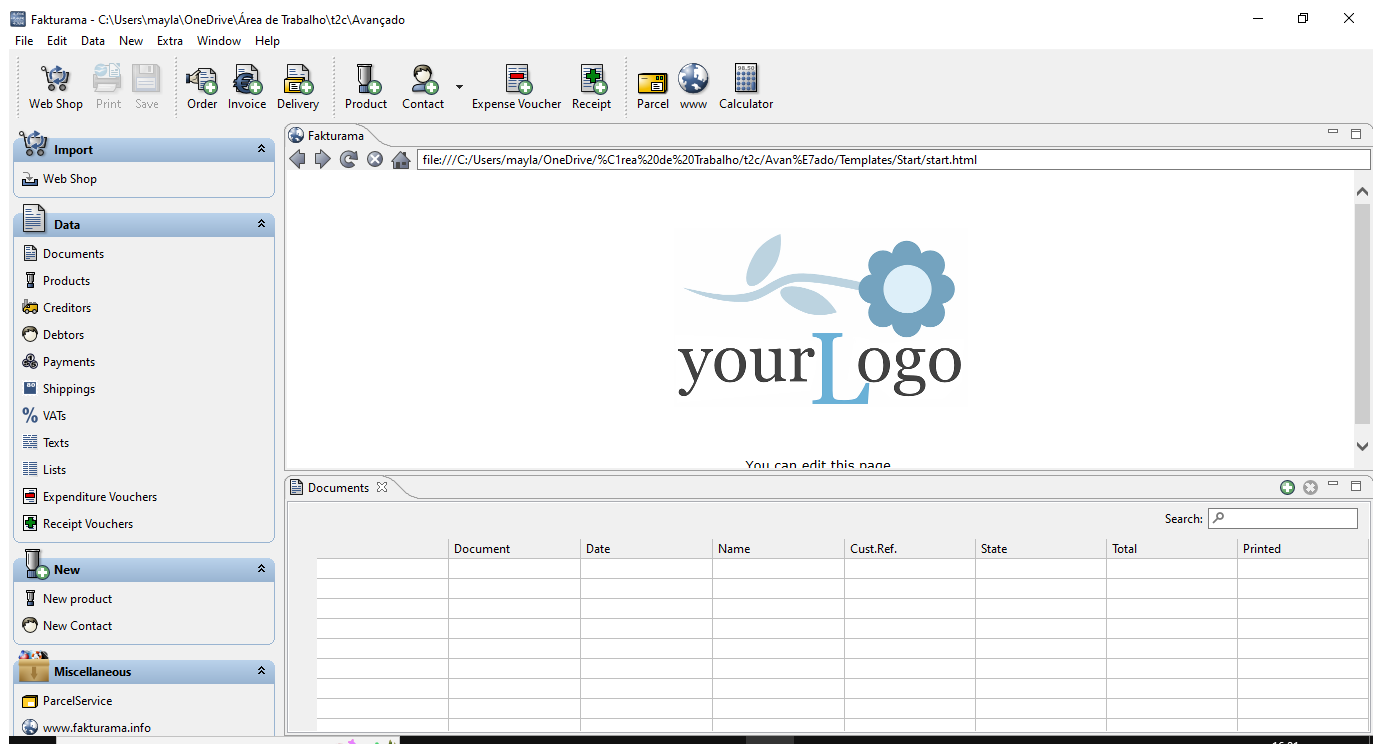 Fakturama - C:\Users\mayla\OneDrive\Área de Trabalho\t2c\Avançado
File Edit Data New Extra Window Help
Web Shop Print Save Order Invoice Delivery Product Contact Expense Voucher Receipt Parcel www Calculator
Import
Web Shop
Data
Documents
Products
Creditors
Debtors
Payments
Shippings
VATs
Texts
Lists
Expenditure Vouchers
Receipt Vouchers
New
New product
New Contact
Miscellaneous
ParcelService
www.fakturama.info
Fakturama
file:///C:/Users/mayla/OneDrive/%C1rea%20de%20Trabalho/t2c/Avan%E7ado/Templates/Start/start.html
yourLogo
You can edit this page
Documents
Search:
Document Date Name Cust.Ref. State Total Printed